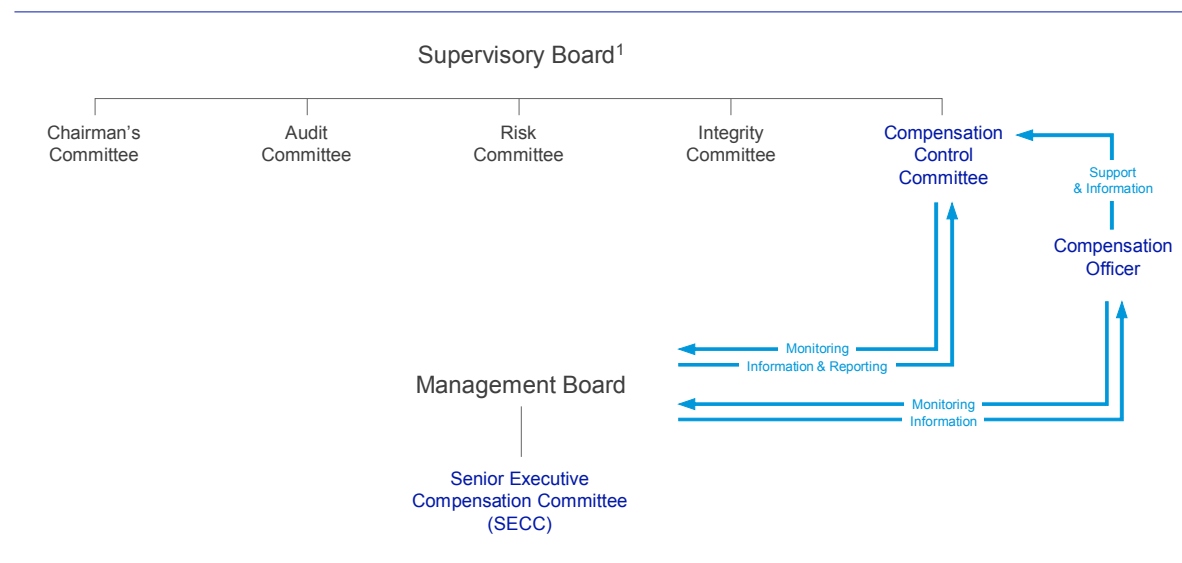 Supervisory Board1
Chairman's
Committee
Audit
Committee
Risk
Committee
Integrity
Committee
Compensation
Control
Committee
Support
& Information
Compensation
Officer
Monitoring
Information & Reporting
Management Board
Monitoring
Information
Senior Executive
Compensation Committee
(SECC)